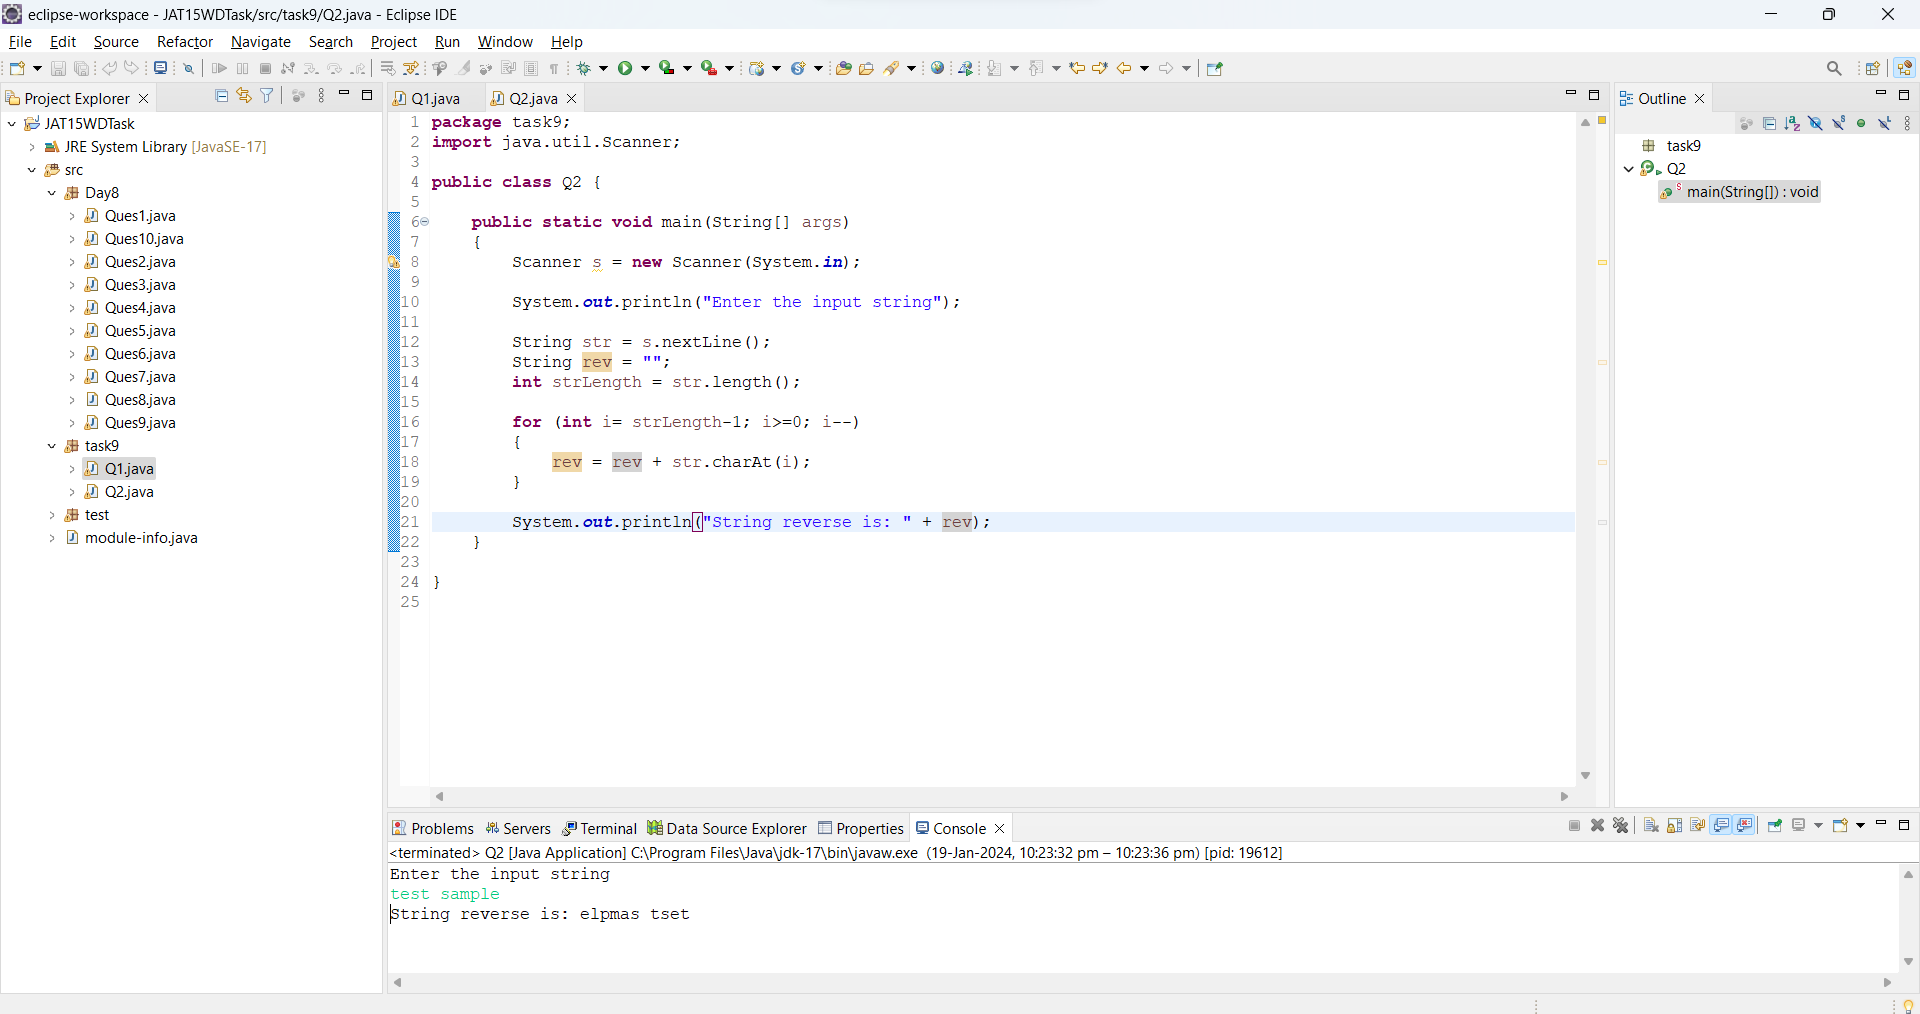 eclipse-workspace - JAT15WDTask/src/task9/Q2.java - Eclipse IDE
File Edit Source Refactor Navigate Search Project Run Window Help
Project Explorer
JAT15WDTask
JRE System Library [JavaSE-17]
src
Day8
Ques1.java
Ques10.java
Ques2.java
Ques3.java
Ques4.java
Ques5.java
Ques6.java
Ques7.java
Ques8.java
Ques9.java
task9
Q1.java
Q2.java
test
module-info.java
Q1.java Q2.java
1 package task9;
2 import java.util.Scanner;
3
4 public class Q2 {
5
6 public static void main(String[] args)
7 {
8 Scanner s = new Scanner(System.in);
9
10 System.out.println("Enter the input string");
11
12 String str = s.nextLine();
13 String rev = "";
14 int strLength = str.length();
15
16 for (int i= strLength-1; i>=0; i--)
17 {
18 rev = rev + str.charAt(i);
19 }
20
21 System.out.println("String reverse is: " + rev);
22 }
23
24 }
25
Outline
task9
Q2
main(String[]) : void
Problems Servers Terminal Data Source Explorer Properties Console
<terminated> Q2 [Java Application] C:\Program Files\Java\jdk-17\bin\javaw.exe (19-Jan-2024, 10:23:32 pm – 10:23:36 pm) [pid: 19612]
Enter the input string
test sample
String reverse is: elpmas tset